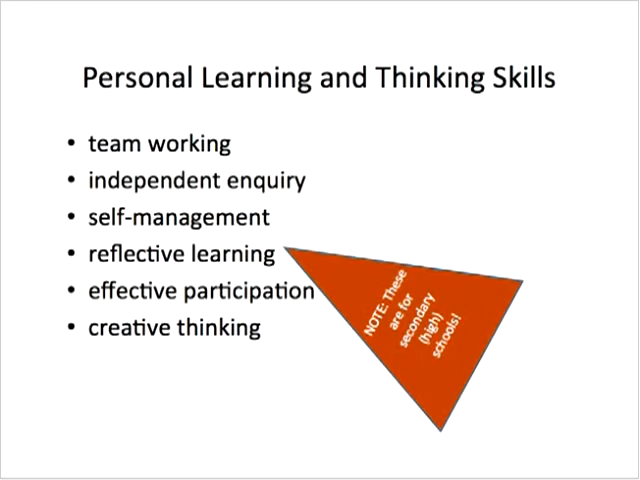 Personal Learning and Thinking Skills
• team working
• independent enquiry
• self-management
• reflective learning
• effective participation
• creative thinking
NOTE: These
are for
secondary
(high)
schools!